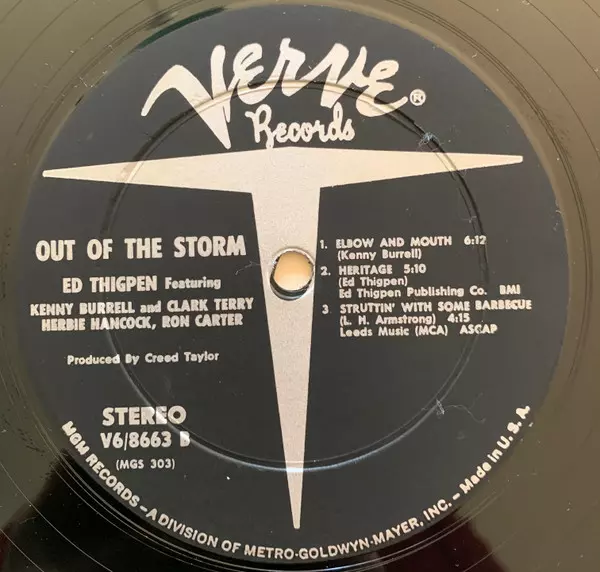 VERVE®
Records
OUT OF THE STORM
ED THIGPEN Featuring
KENNY BURRELL and CLARK TERRY
HERBIE HANCOCK, RON CARTER
Produced By Creed Taylor
STEREO
V6/8663 B
(MGS 303)
1. ELBOW AND MOUTH 6:12
(Kenny Burrell)
2. HERITAGE 5:10
(Ed Thigpen)
Ed Thigpen Publishing Co. BMI
3. STRUTTIN' WITH SOME BARBECUE
(L. H. Armstrong) 4:15
Leeds Music (MCA) ASCAP
MGM RECORDS – A DIVISION OF METRO-GOLDWYN-MAYER, INC. – Made in U. S. A.